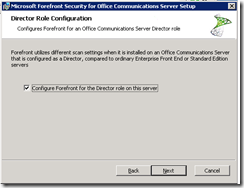 Microsoft Forefront Security for Office Communications Server Setup
Director Role Configuration
Configures Forefront for an Office Communications Server Director role
Forefront utilizes different scan settings when it is installed on an Office Communications Server
that is configured as a Director, compared to ordinary Enterprise Front End or Standard Edition
servers
Configure Forefront for the Director role on this server
Back
Next
Cancel